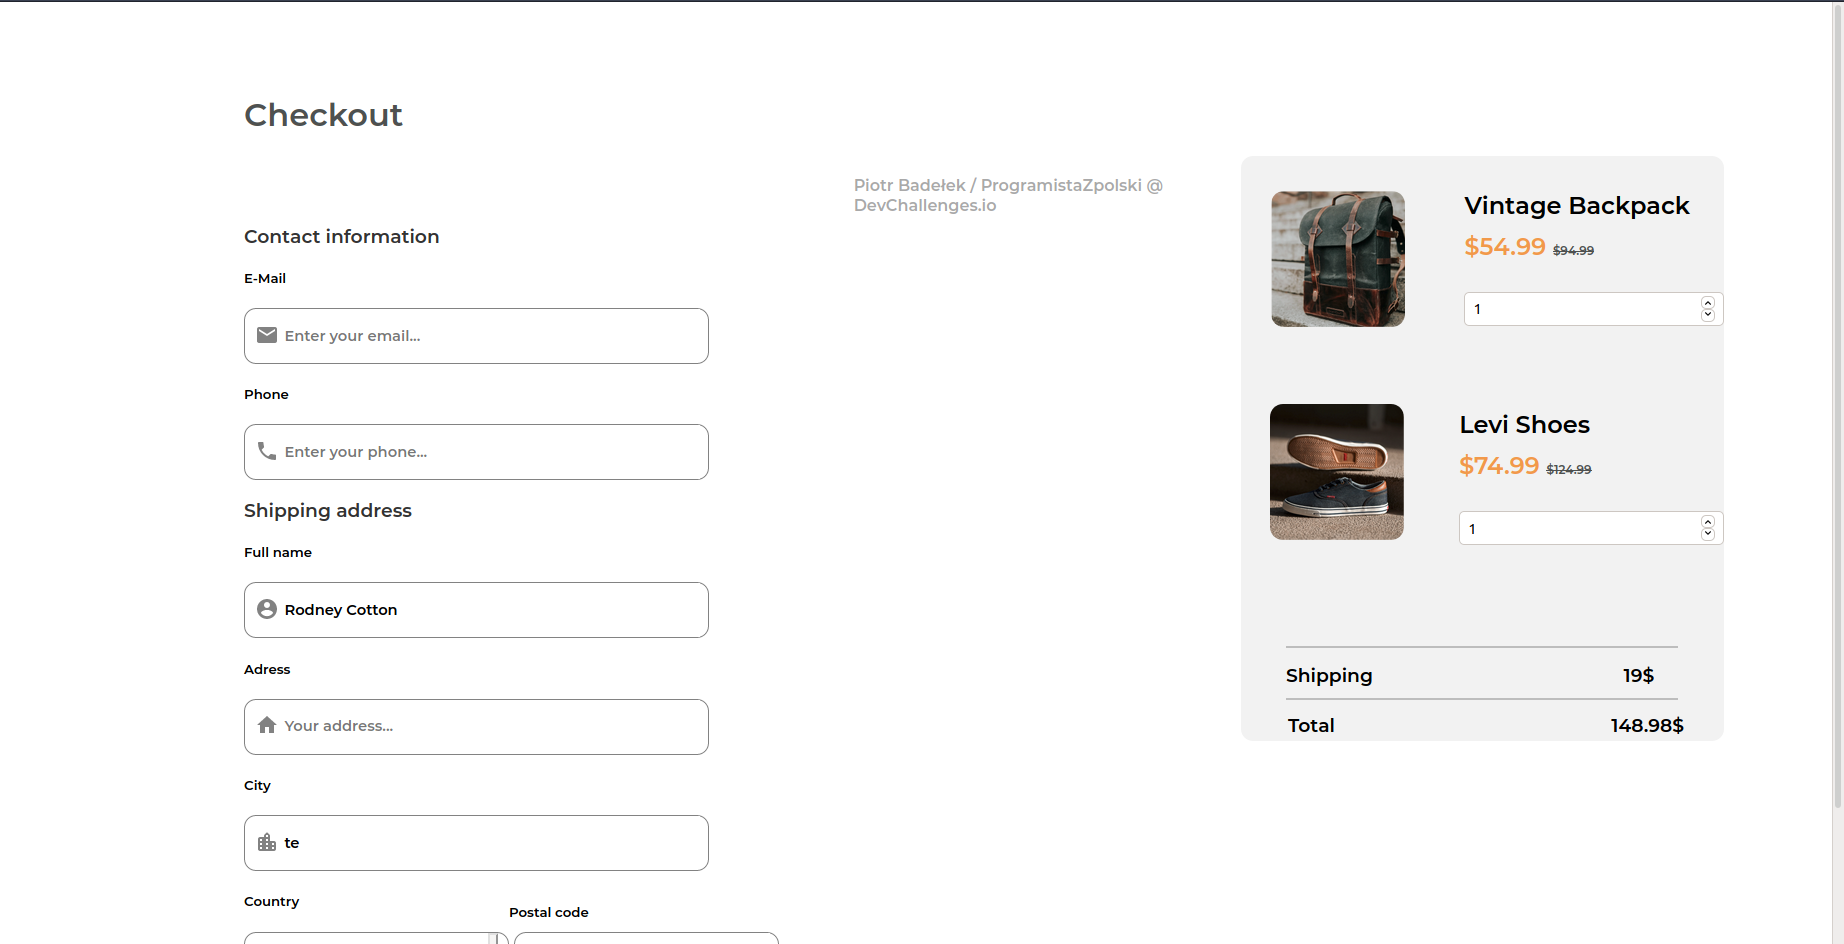 Checkout
Piotr Badełek / ProgramistaZpolski @
DevChallenges.io
Contact information
E-Mail
Enter your email...
Phone
Enter your phone...
Shipping address
Full name
Rodney Cotton
Adress
Your address...
City
te
Country
Postal code
Vintage Backpack
$54.99 $94.99
1
Levi Shoes
$74.99 $124.99
1
Shipping 19$
Total 148.98$